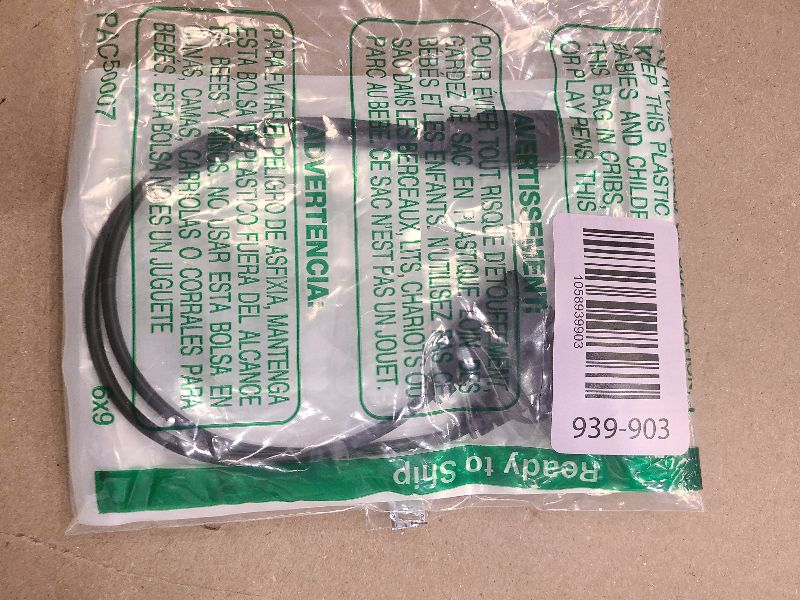 PAC50007
ADVERTENCIA:
PARA EVITAR EL PELIGRO DE ASFIXIA, MANTENGA
ESTA BOLSA DE PLASTICO FUERA DEL ALCANCE
DE BEBES Y NIÑOS. NO USAR ESTA BOLSA EN
CUNAS, CAMAS, CARRIOLAS O CORRALES PARA
BEBÉS. ESTA BOLSA NO ES UN JUGUETE
6x9
AVERTISSEMENT:
POUR ÉVITER TOUT RISQUE D'ÉTOUFFEMENT,
GARDEZ CE SAC EN PLASTIQUE LOIN DES
BÉBÉS ET LES ENFANTS. N'UTILISEZ PAS CE
SAC DANS LES BERCEAUX, LITS, CHARIOTS OU
PARC AU BEBE. CE SAC N'EST PAS UN JOUET.
KEEP THIS PLASTIC
BABIES AND CHILDR
THIS BAG IN CRIBS,
OR PLAY PENS. THIS
1058939903
939-903
Ready to Ship